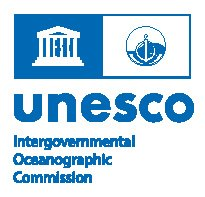 unesco
Intergovernmental
Oceanographic
Commission